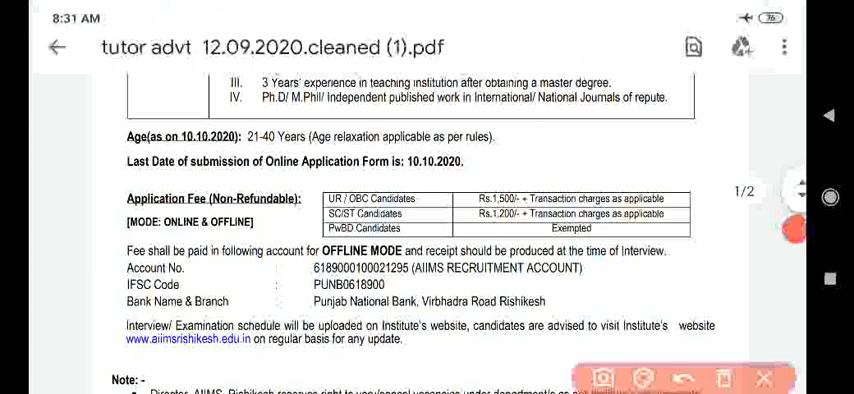 8:31 AM
76
tutor advt 12.09.2020.cleaned (1).pdf
III. 3 Years' experience in teaching institution after obtaining a master degree.
IV. Ph.D/ M.Phil/ Independent published work in International/ National Journals of repute.
Age(as on 10.10.2020): 21-40 Years (Age relaxation applicable as per rules).
Last Date of submission of Online Application Form is: 10.10.2020.
1/2
Application Fee (Non-Refundable): UR / OBC Candidates Rs.1,500/- + Transaction charges as applicable
SC/ST Candidates Rs.1,200/- + Transaction charges as applicable
[MODE: ONLINE & OFFLINE] PwBD Candidates Exempted
Fee shall be paid in following account for OFFLINE MODE and receipt should be produced at the time of Interview.
Account No. : 6189000100021295 (AIIMS RECRUITMENT ACCOUNT)
IFSC Code : PUNB0618900
Bank Name & Branch : Punjab National Bank, Virbhadra Road Rishikesh
Interview/ Examination schedule will be uploaded on Institute's website, candidates are advised to visit Institute's website
www.aiimsrishikesh.edu.in on regular basis for any update.
Note: -